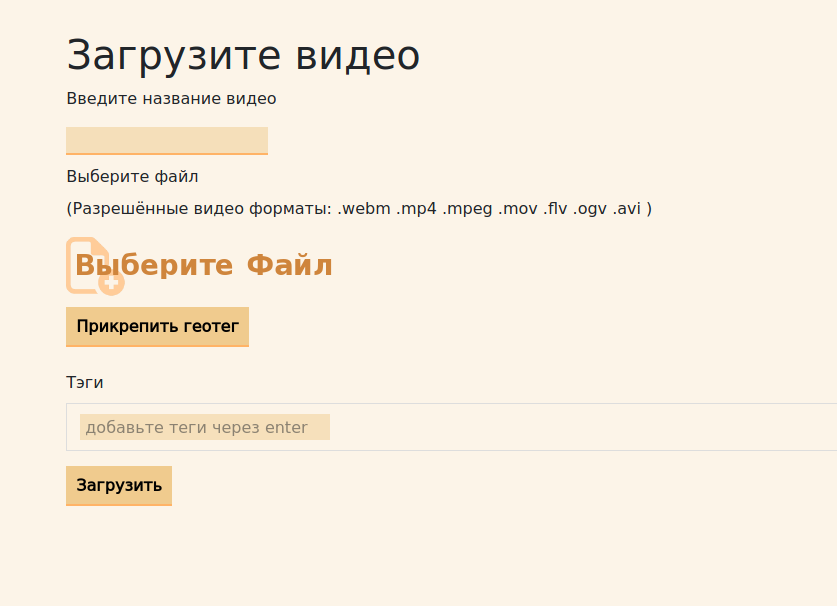 Загрузите видео
Введите название видео
Выберите файл
(Разрешённые видео форматы: .webm .mp4 .mpeg .mov .flv .ogv .avi )
Выберите Файл
Прикрепить геотег
Тэги
добавьте теги через enter
Загрузить